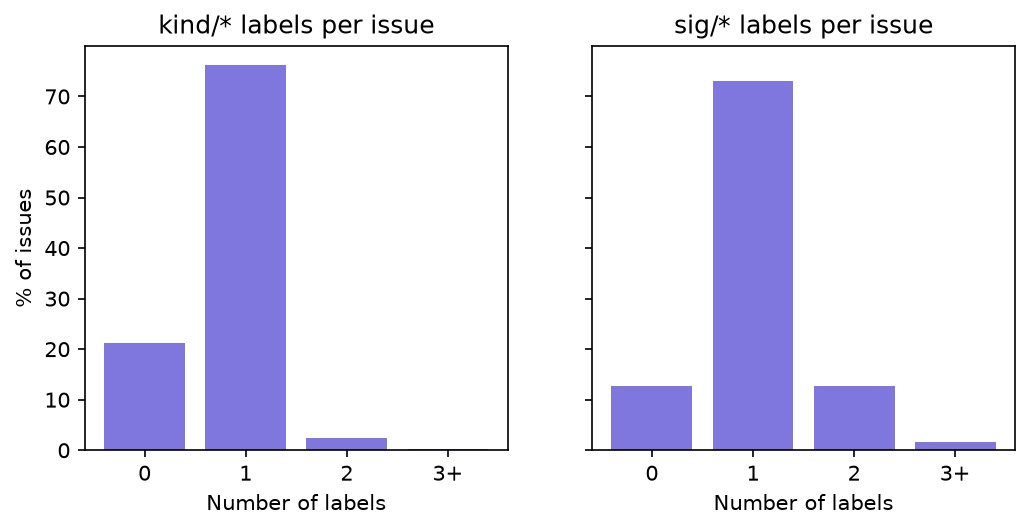 kind/* labels per issue
sig/* labels per issue
% of issues
70
60
50
40
30
20
10
0
0 1 2 3+
0 1 2 3+
Number of labels
Number of labels